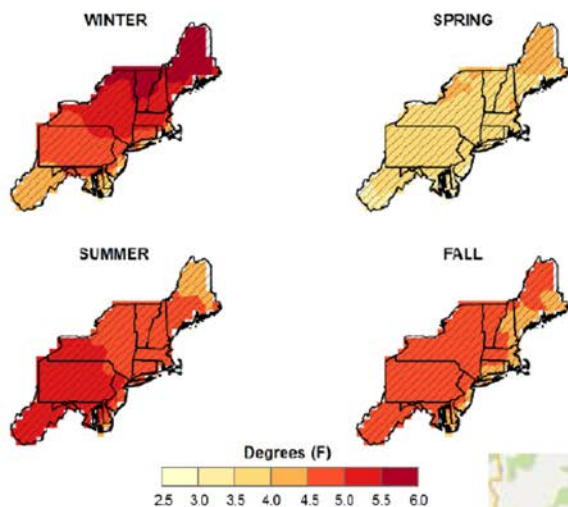 WINTER
SPRING
SUMMER
FALL
Degrees (F)
2.5 3.0 3.5 4.0 4.5 5.0 5.5 6.0